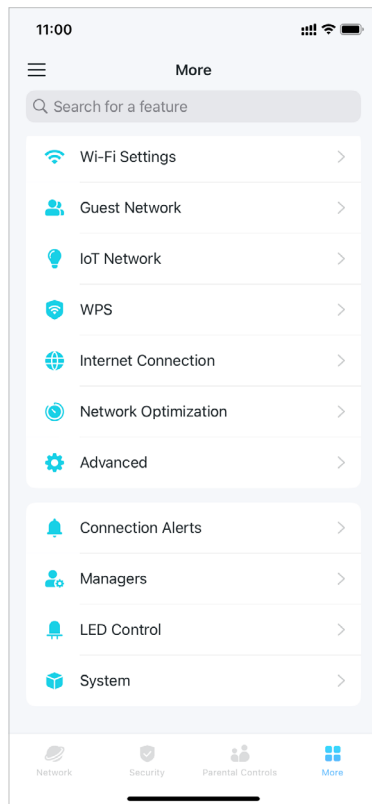 11:00
More
Search for a feature
Wi-Fi Settings
Guest Network
IoT Network
WPS
Internet Connection
Network Optimization
Advanced
Connection Alerts
Managers
LED Control
System
Network Security Parental Controls More